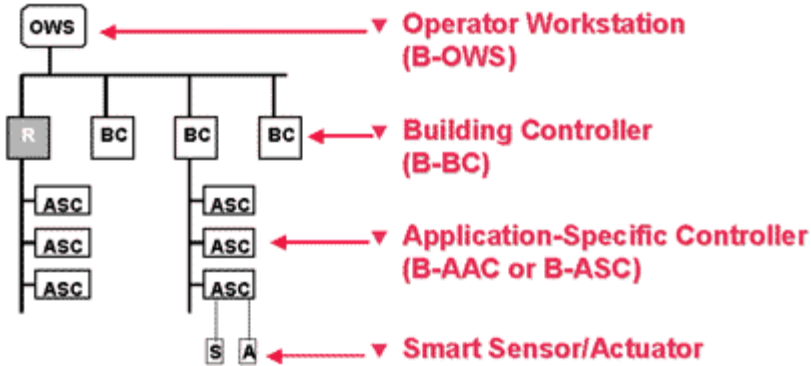 OWS
Operator Workstation
(B-OWS)
R
BC
BC
BC
Building Controller
(B-BC)
ASC
ASC
ASC
ASC
Application-Specific Controller
(B-AAC or B-ASC)
ASC
ASC
S
A
Smart Sensor/Actuator